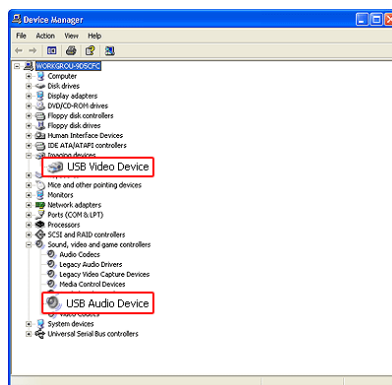 Device Manager
File Action View Help
WORKGROU-9D5CFC
Computer
Disk drives
Display adapters
DVD/CD-ROM drives
Floppy disk controllers
Floppy disk drives
Human Interface Devices
IDE ATA/ATAPI controllers
Imaging devices
USB Video Device
Mice and other pointing devices
Monitors
Network adapters
Ports (COM & LPT)
Processors
SCSI and RAID controllers
Sound, video and game controllers
Audio Codecs
Legacy Audio Drivers
Legacy Video Capture Devices
Media Control Devices
USB Audio Device
Video Codecs
System devices
Universal Serial Bus controllers